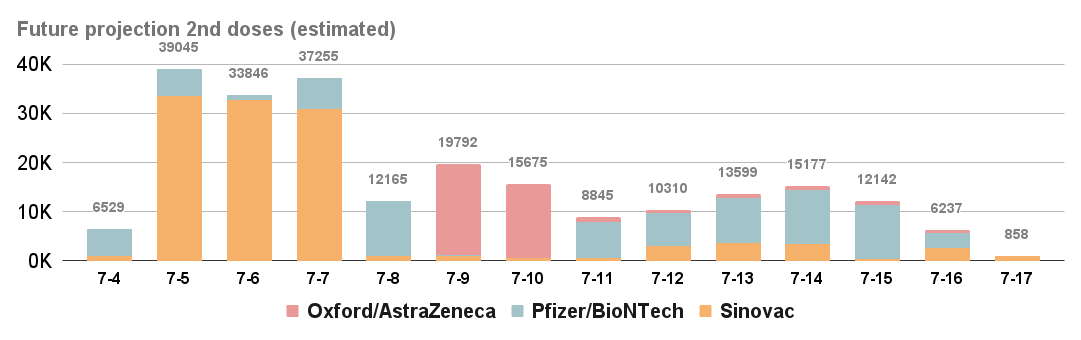 Future projection 2nd doses (estimated)
39045
37255
40K
33846
30K
19792
20K
15675
15177
13599
12165
12142
10310
8845
10K
6529
6237
858
0K
7-4 7-5 7-6 7-7 7-8 7-9 7-10 7-11 7-12 7-13 7-14 7-15 7-16 7-17
Oxford/AstraZeneca Pfizer/BioNTech Sinovac